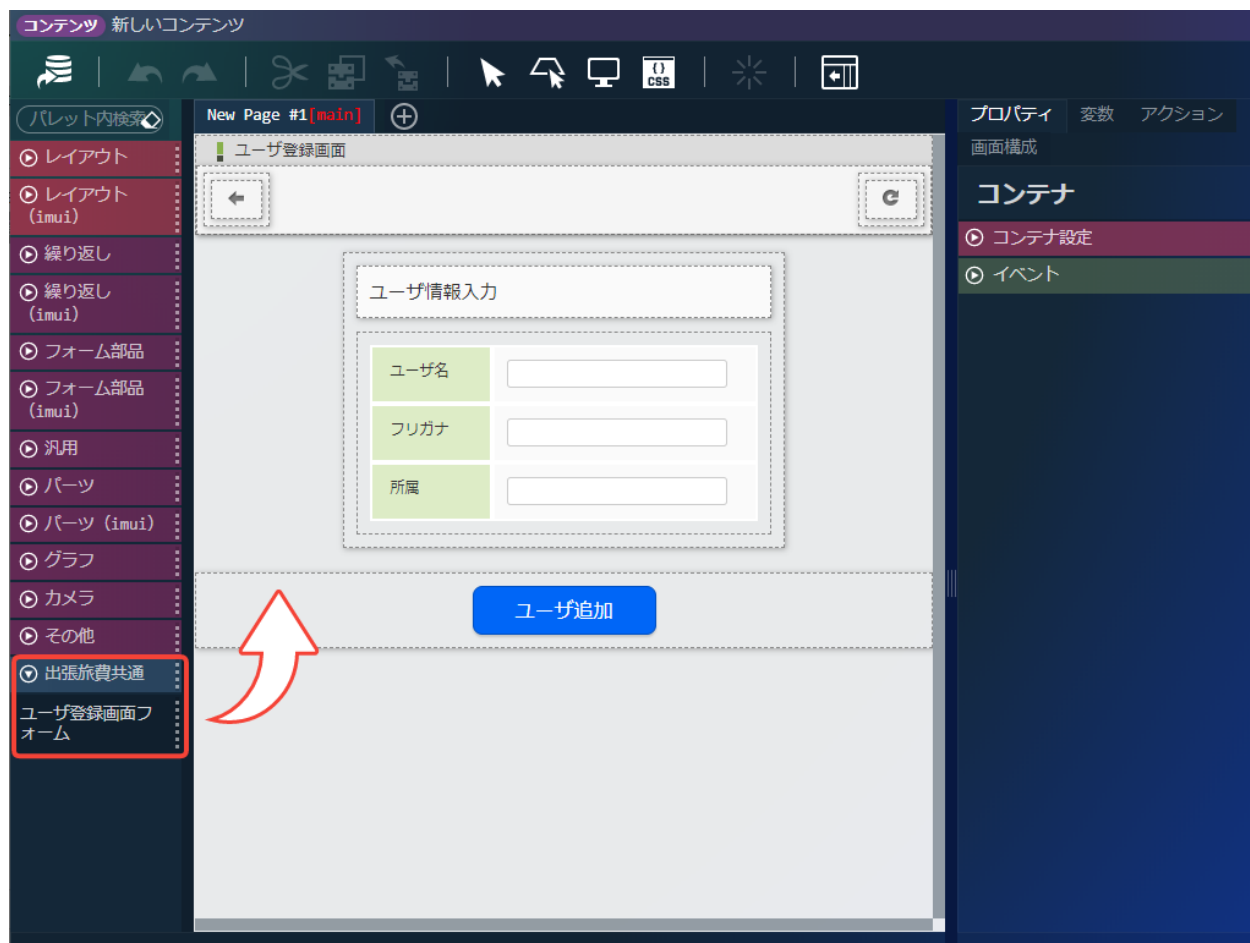 コンテンツ 新しいコンテンツ
{} CSS
パレット内検索
レイアウト
レイアウト
(imui)
繰り返し
繰り返し
(imui)
フォーム部品
フォーム部品
(imui)
汎用
パーツ
パーツ (imui)
グラフ
カメラ
その他
出張旅費共通
ユーザ登録画面フ
ォーム
New Page #1[main]
ユーザ登録画面
ユーザ情報入力
ユーザ名
フリガナ
所属
ユーザ追加
プロパティ 変数 アクション
画面構成
コンテナ
コンテナ設定
イベント